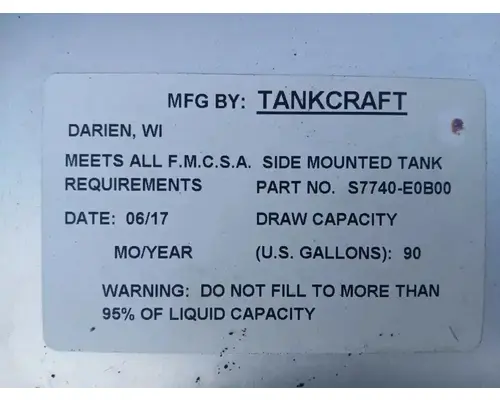 MFG BY: TANKCRAFT
DARIEN, WI
MEETS ALL F.M.C.S.A. SIDE MOUNTED TANK
REQUIREMENTS PART NO. S7740-E0B00
DATE: 06/17 DRAW CAPACITY
MO/YEAR (U.S. GALLONS): 90
WARNING: DO NOT FILL TO MORE THAN
95% OF LIQUID CAPACITY